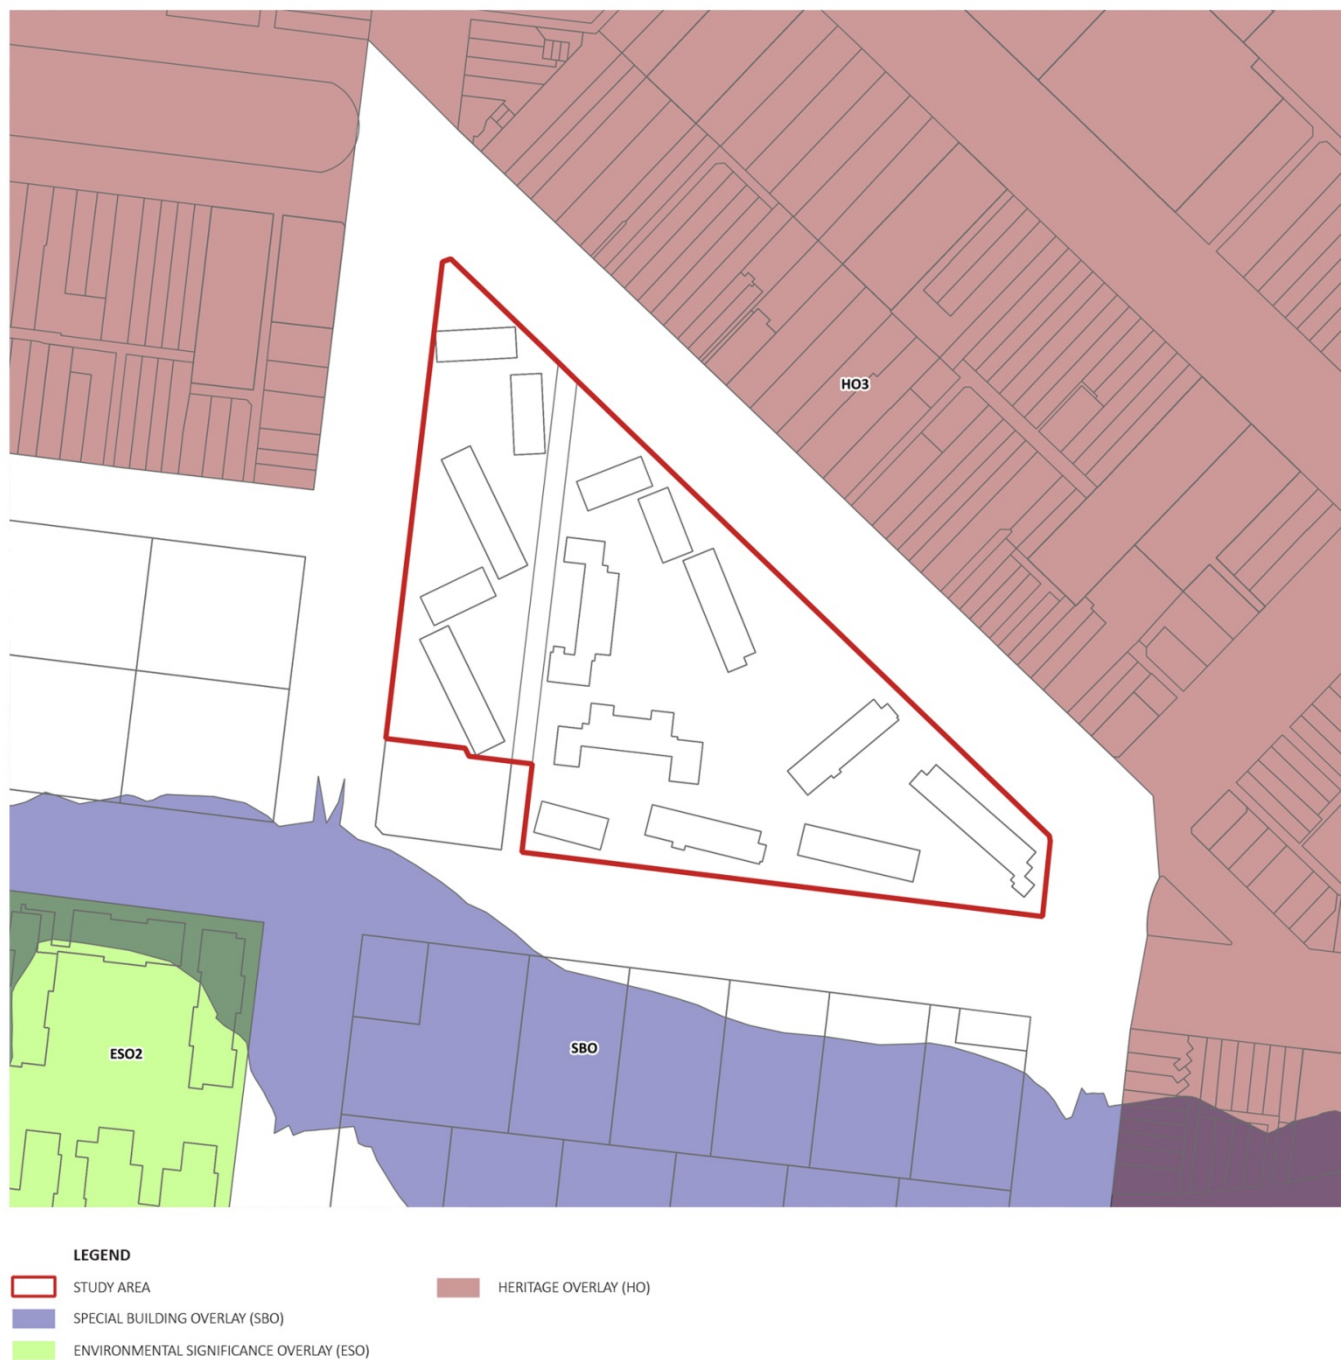 HO3
ESO2
SBO
LEGEND
STUDY AREA
HERITAGE OVERLAY (HO)
SPECIAL BUILDING OVERLAY (SBO)
ENVIRONMENTAL SIGNIFICANCE OVERLAY (ESO)